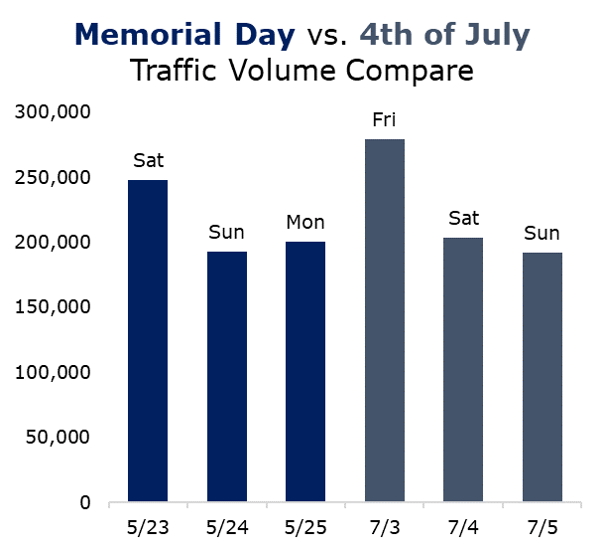 Memorial Day vs. 4th of July
Traffic Volume Compare
300,000
250,000
200,000
150,000
100,000
50,000
0
Sat
Sun
Mon
Fri
Sat
Sun
5/23
5/24
5/25
7/3
7/4
7/5